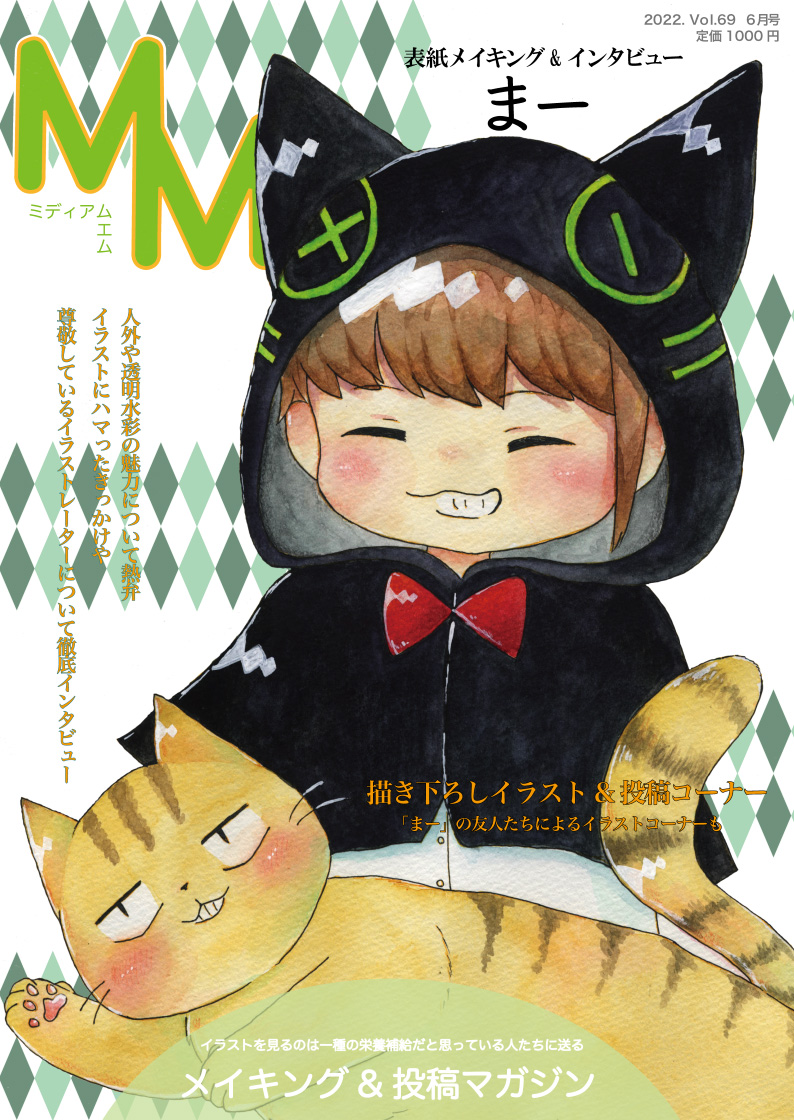 2022. Vol.69 6月号
定価1000円
MM
ミディアム
エム
表紙メイキング & インタビュー
まー
人外や透明水彩の魅力について熱弁
イラストにハマったきっかけや
尊敬しているイラストレーターについて徹底インタビュー
描き下ろしイラスト & 投稿コーナー
「まー」の友人たちによるイラストコーナーも
イラストを見るのは一種の栄養補給だと思っている人たちに送る
メイキング & 投稿マガジン